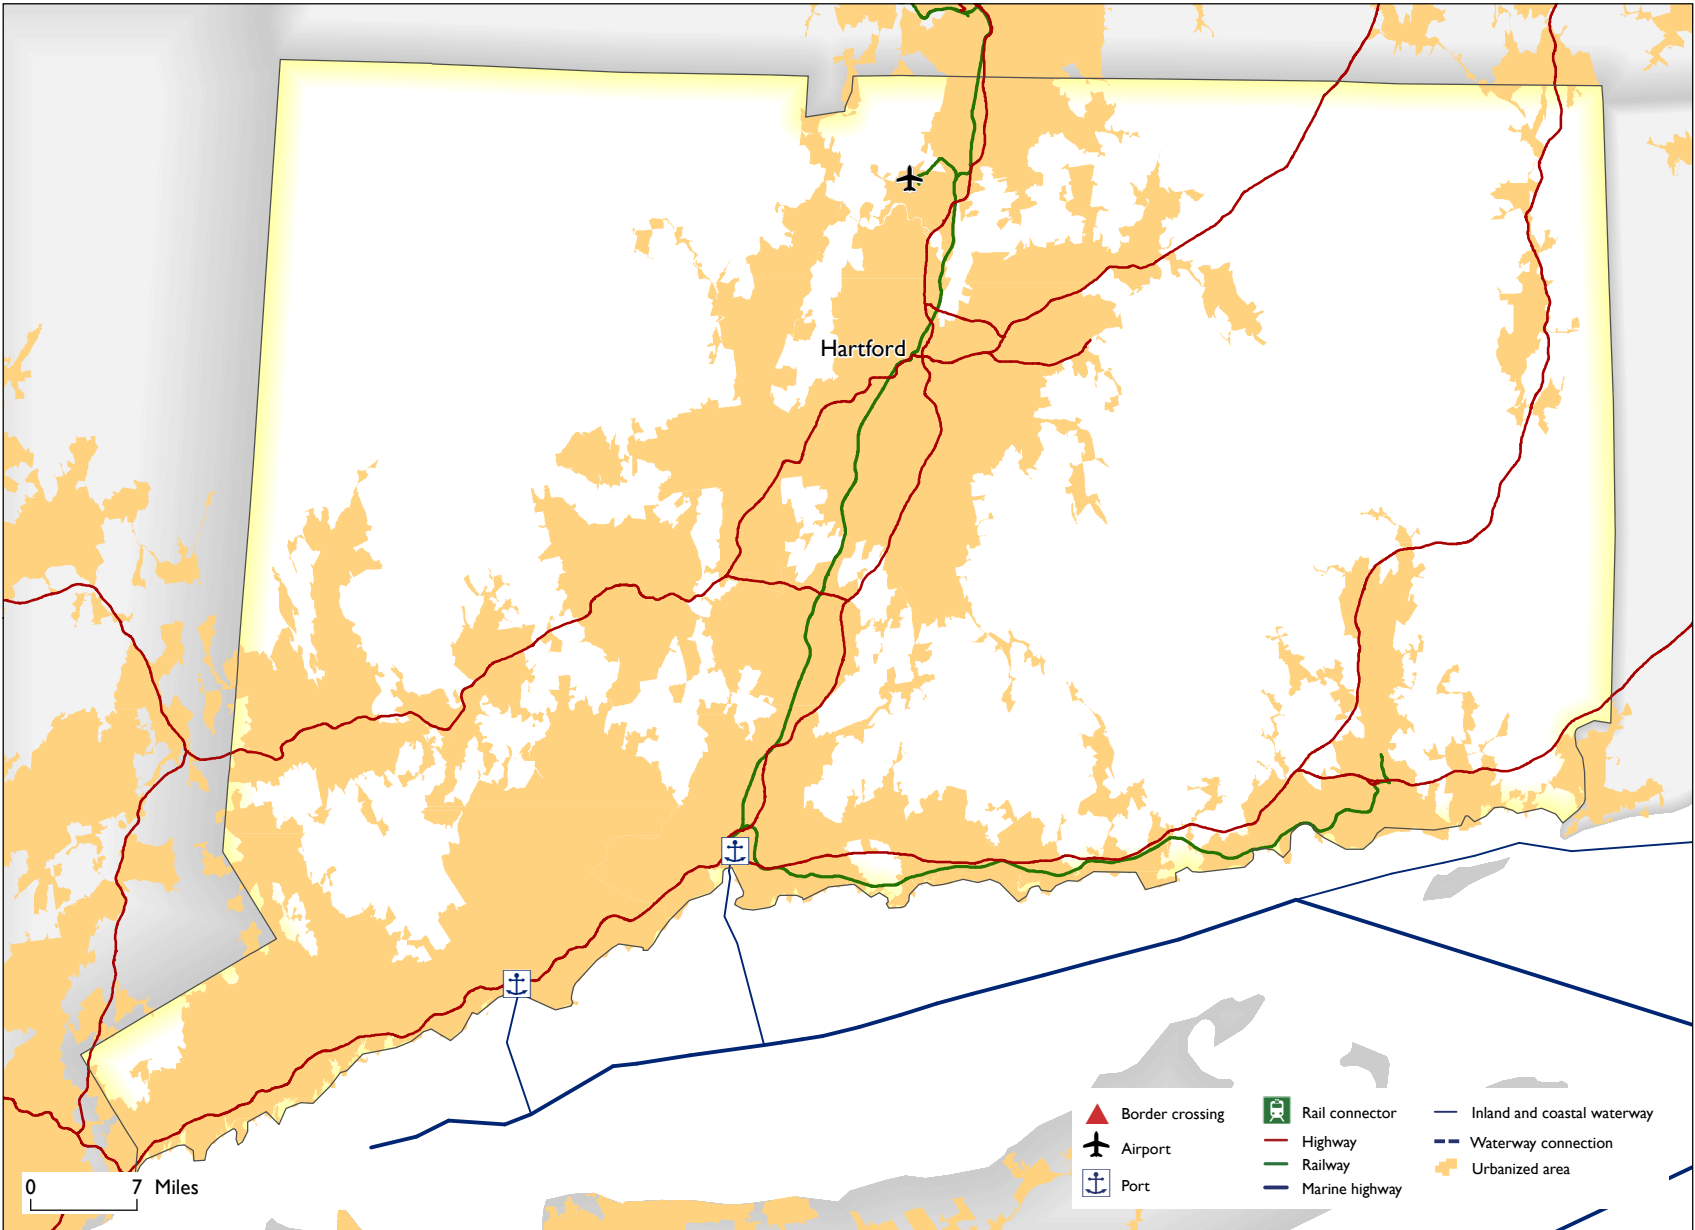 Hartford
0 7 Miles
Border crossing
Airport
Port
Rail connector
Highway
Railway
Marine highway
Inland and coastal waterway
Waterway connection
Urbanized area